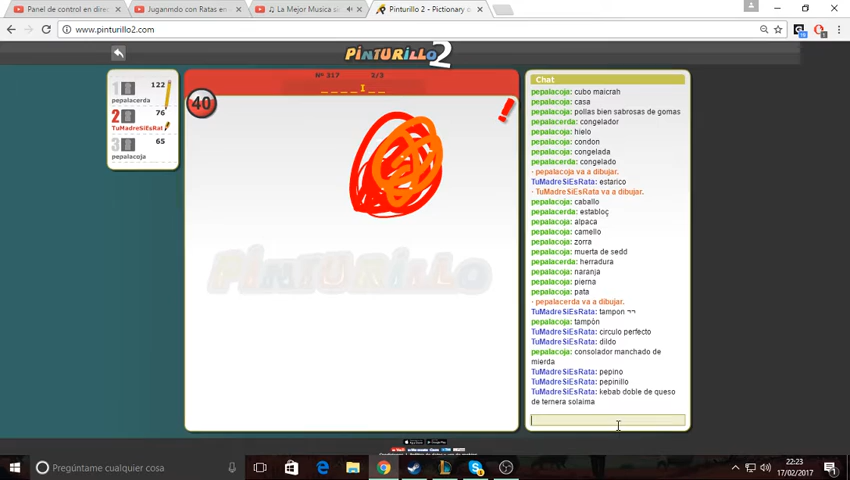 Panel de control en direc
Juganmdo con Ratas en
La Mejor Musica s
Pinturillo 2 - Pictionary o
www.pinturillo2.com
PINTURILLO 2
Nº 317 2/3
_ _ _ _ I _ _
40
1 122
pepalacerda
2 76
TuMadreSiEsRat
3 65
pepalacoja
PINTURILLO
Chat
pepalacoja: cubo maicrah
pepalacoja: casa
pepalacoja: pollas bien sabrosas de gomas
pepalacerda: congelador
pepalacoja: hielo
pepalacoja: condon
pepalacoja: congelada
pepalacerda: congelado
· pepalacoja va a dibujar.
TuMadreSiEsRata: estarico
· TuMadreSiEsRata va a dibujar.
pepalacoja: caballo
pepalacerda: establoç
pepalacoja: alpaca
pepalacoja: camello
pepalacoja: zorra
pepalacoja: muerta de sedd
pepalacerda: herradura
pepalacoja: naranja
pepalacoja: pierna
pepalacoja: pata
· pepalacerda va a dibujar.
TuMadreSiEsRata: tampon ¬¬
pepalacoja: tampón
TuMadreSiEsRata: circulo perfecto
TuMadreSiEsRata: dildo
pepalacoja: consolador manchado de
mierda
TuMadreSiEsRata: pepino
TuMadreSiEsRata: pepinillo
TuMadreSiEsRata: kebab doble de queso
de ternera solaima
Pregúntame cualquier cosa
22:23
17/02/2017